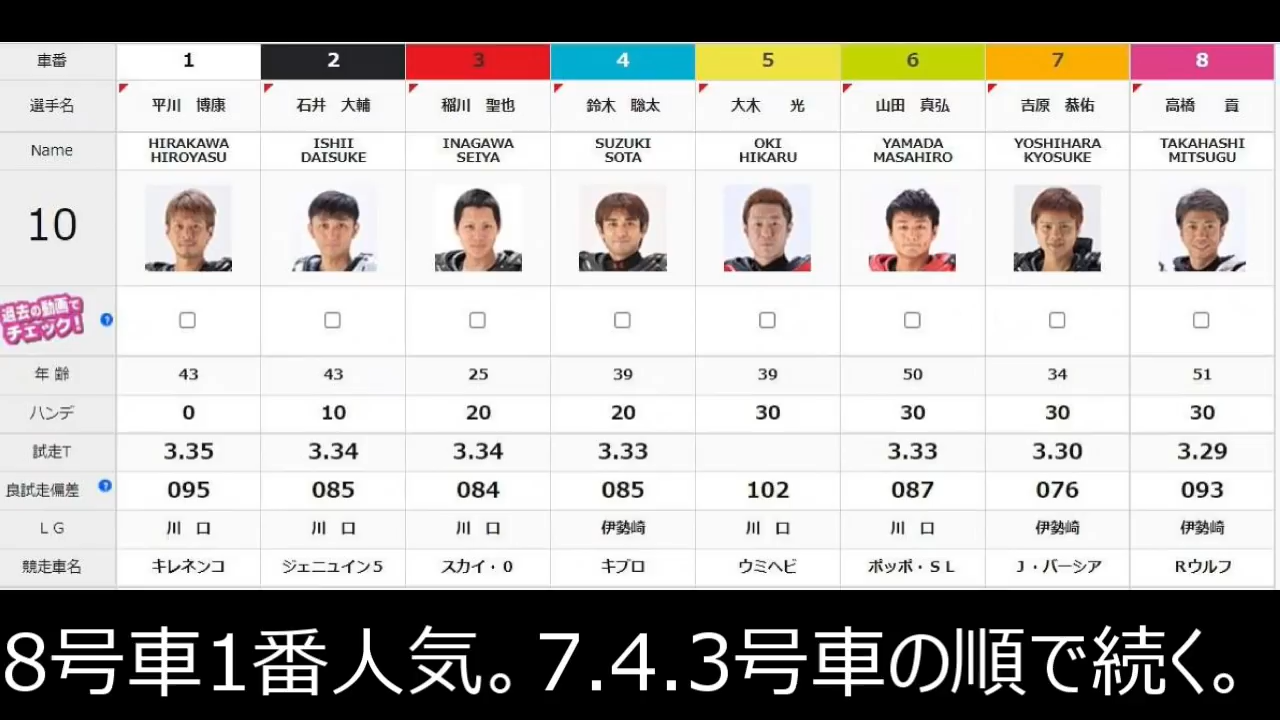 車番 1 2 3 4 5 6 7 8
選手名 平川 博康 石井 大輔 稲川 聖也 鈴木 聡太 大木 光 山田 真弘 吉原 恭佑 高橋 貢
Name HIRAKAWA HIROYASU ISHII DAISUKE INAGAWA SEIYA SUZUKI SOTA OKI HIKARU YAMADA MASAHIRO YOSHIHARA KYOSUKE TAKAHASHI MITSUGU
10
過去の動画で
チェック! ?
年齢 43 43 25 39 39 50 34 51
ハンデ 0 10 20 20 30 30 30 30
試走T 3.35 3.34 3.34 3.33 3.33 3.30 3.29
良試走偏差 ? 095 085 084 085 102 087 076 093
LG 川口 川口 川口 伊勢崎 川口 川口 伊勢崎 伊勢崎
競走車名 キレネンコ ジェニュイン5 スカイ・0 キブロ ウミヘビ ポッポ・SL J・バーシア Rウルフ
8号車1番人気。7.4.3号車の順で続く。